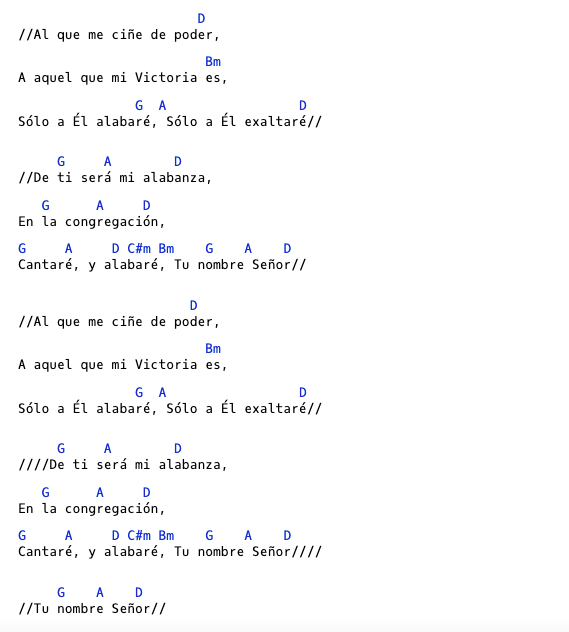 D
//Al que me ciñe de poder,
                        Bm
A aquel que mi Victoria es,
               G  A                 D
Sólo a Él alabaré, Sólo a Él exaltaré//
     G     A        D
//De ti será mi alabanza,
   G      A     D
En la congregación,
G     A     D C#m Bm    G    A    D
Cantaré, y alabaré, Tu nombre Señor//
                      D
//Al que me ciñe de poder,
                        Bm
A aquel que mi Victoria es,
               G  A                 D
Sólo a Él alabaré, Sólo a Él exaltaré//
     G     A        D
////De ti será mi alabanza,
   G      A     D
En la congregación,
G     A     D C#m Bm    G    A    D
Cantaré, y alabaré, Tu nombre Señor////
     G    A    D
//Tu nombre Señor//